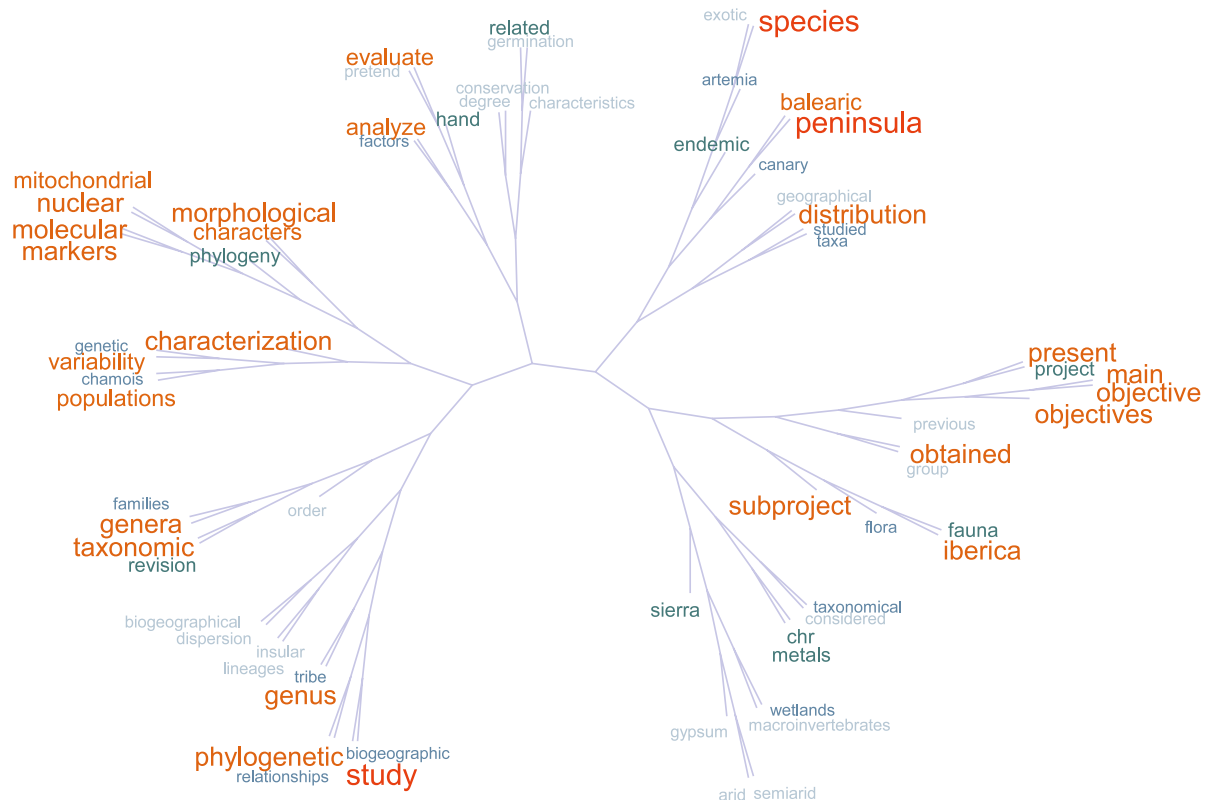 exotic
species
related
germination
evaluate
pretend
artemia
conservation
degree
characteristics
balearic
peninsula
hand
analyze
factors
endemic
canary
mitochondrial
nuclear
geographical
distribution
morphological
characters
molecular
markers
studied
taxa
phylogeny
genetic
variability
chamois
populations
characterization
present
project
main
objective
objectives
previous
obtained
group
families
genera
taxonomic
revision
order
subproject
flora
fauna
iberica
sierra
taxonomical
considered
chr
metals
biogeographical
dispersion
insular
lineages
tribe
genus
wetlands
macroinvertebrates
gypsum
phylogenetic
biogeographic
relationships
study
arid
semiarid